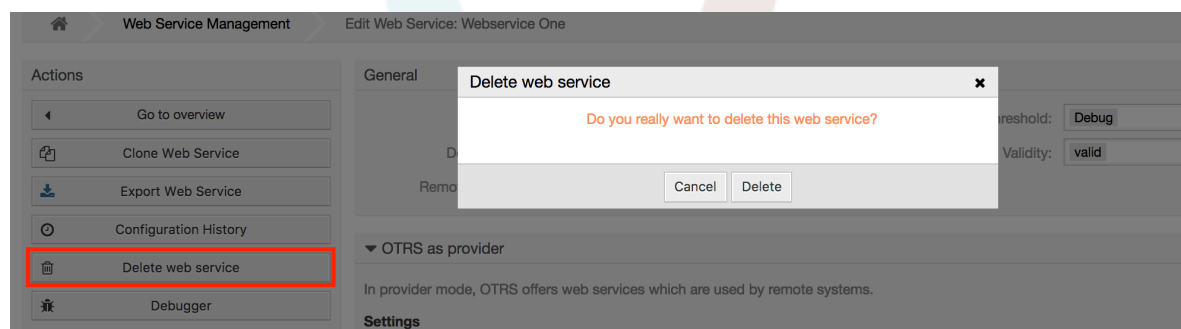 Web Service Management
Edit Web Service: Webservice One
Actions
Go to overview
Clone Web Service
Export Web Service
Configuration History
Delete web service
Debugger
General
Debug
Validity: valid
Delete web service
Do you really want to delete this web service?
Cancel Delete
OTRS as provider
In provider mode, OTRS offers web services which are used by remote systems.
Settings